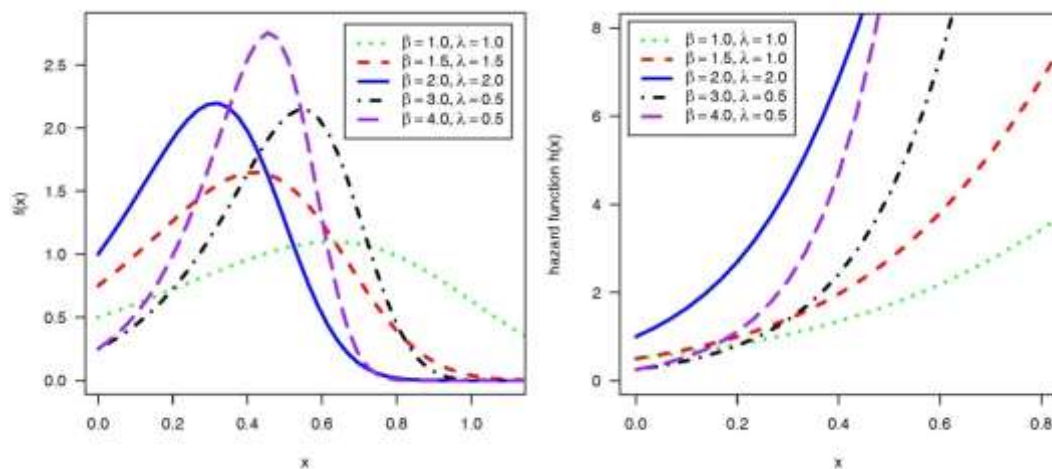 f(x)
2.5
2.0
1.5
1.0
0.5
0.0
β = 1.0, λ = 1.0
β = 1.5, λ = 1.5
β = 2.0, λ = 2.0
β = 3.0, λ = 0.5
β = 4.0, λ = 0.5
0.0 0.2 0.4 0.6 0.8 1.0
x
hazard function h(x)
8
6
4
2
0
β = 1.0, λ = 1.0
β = 1.5, λ = 1.0
β = 2.0, λ = 2.0
β = 3.0, λ = 0.5
β = 4.0, λ = 0.5
0.0 0.2 0.4 0.6 0.8
x